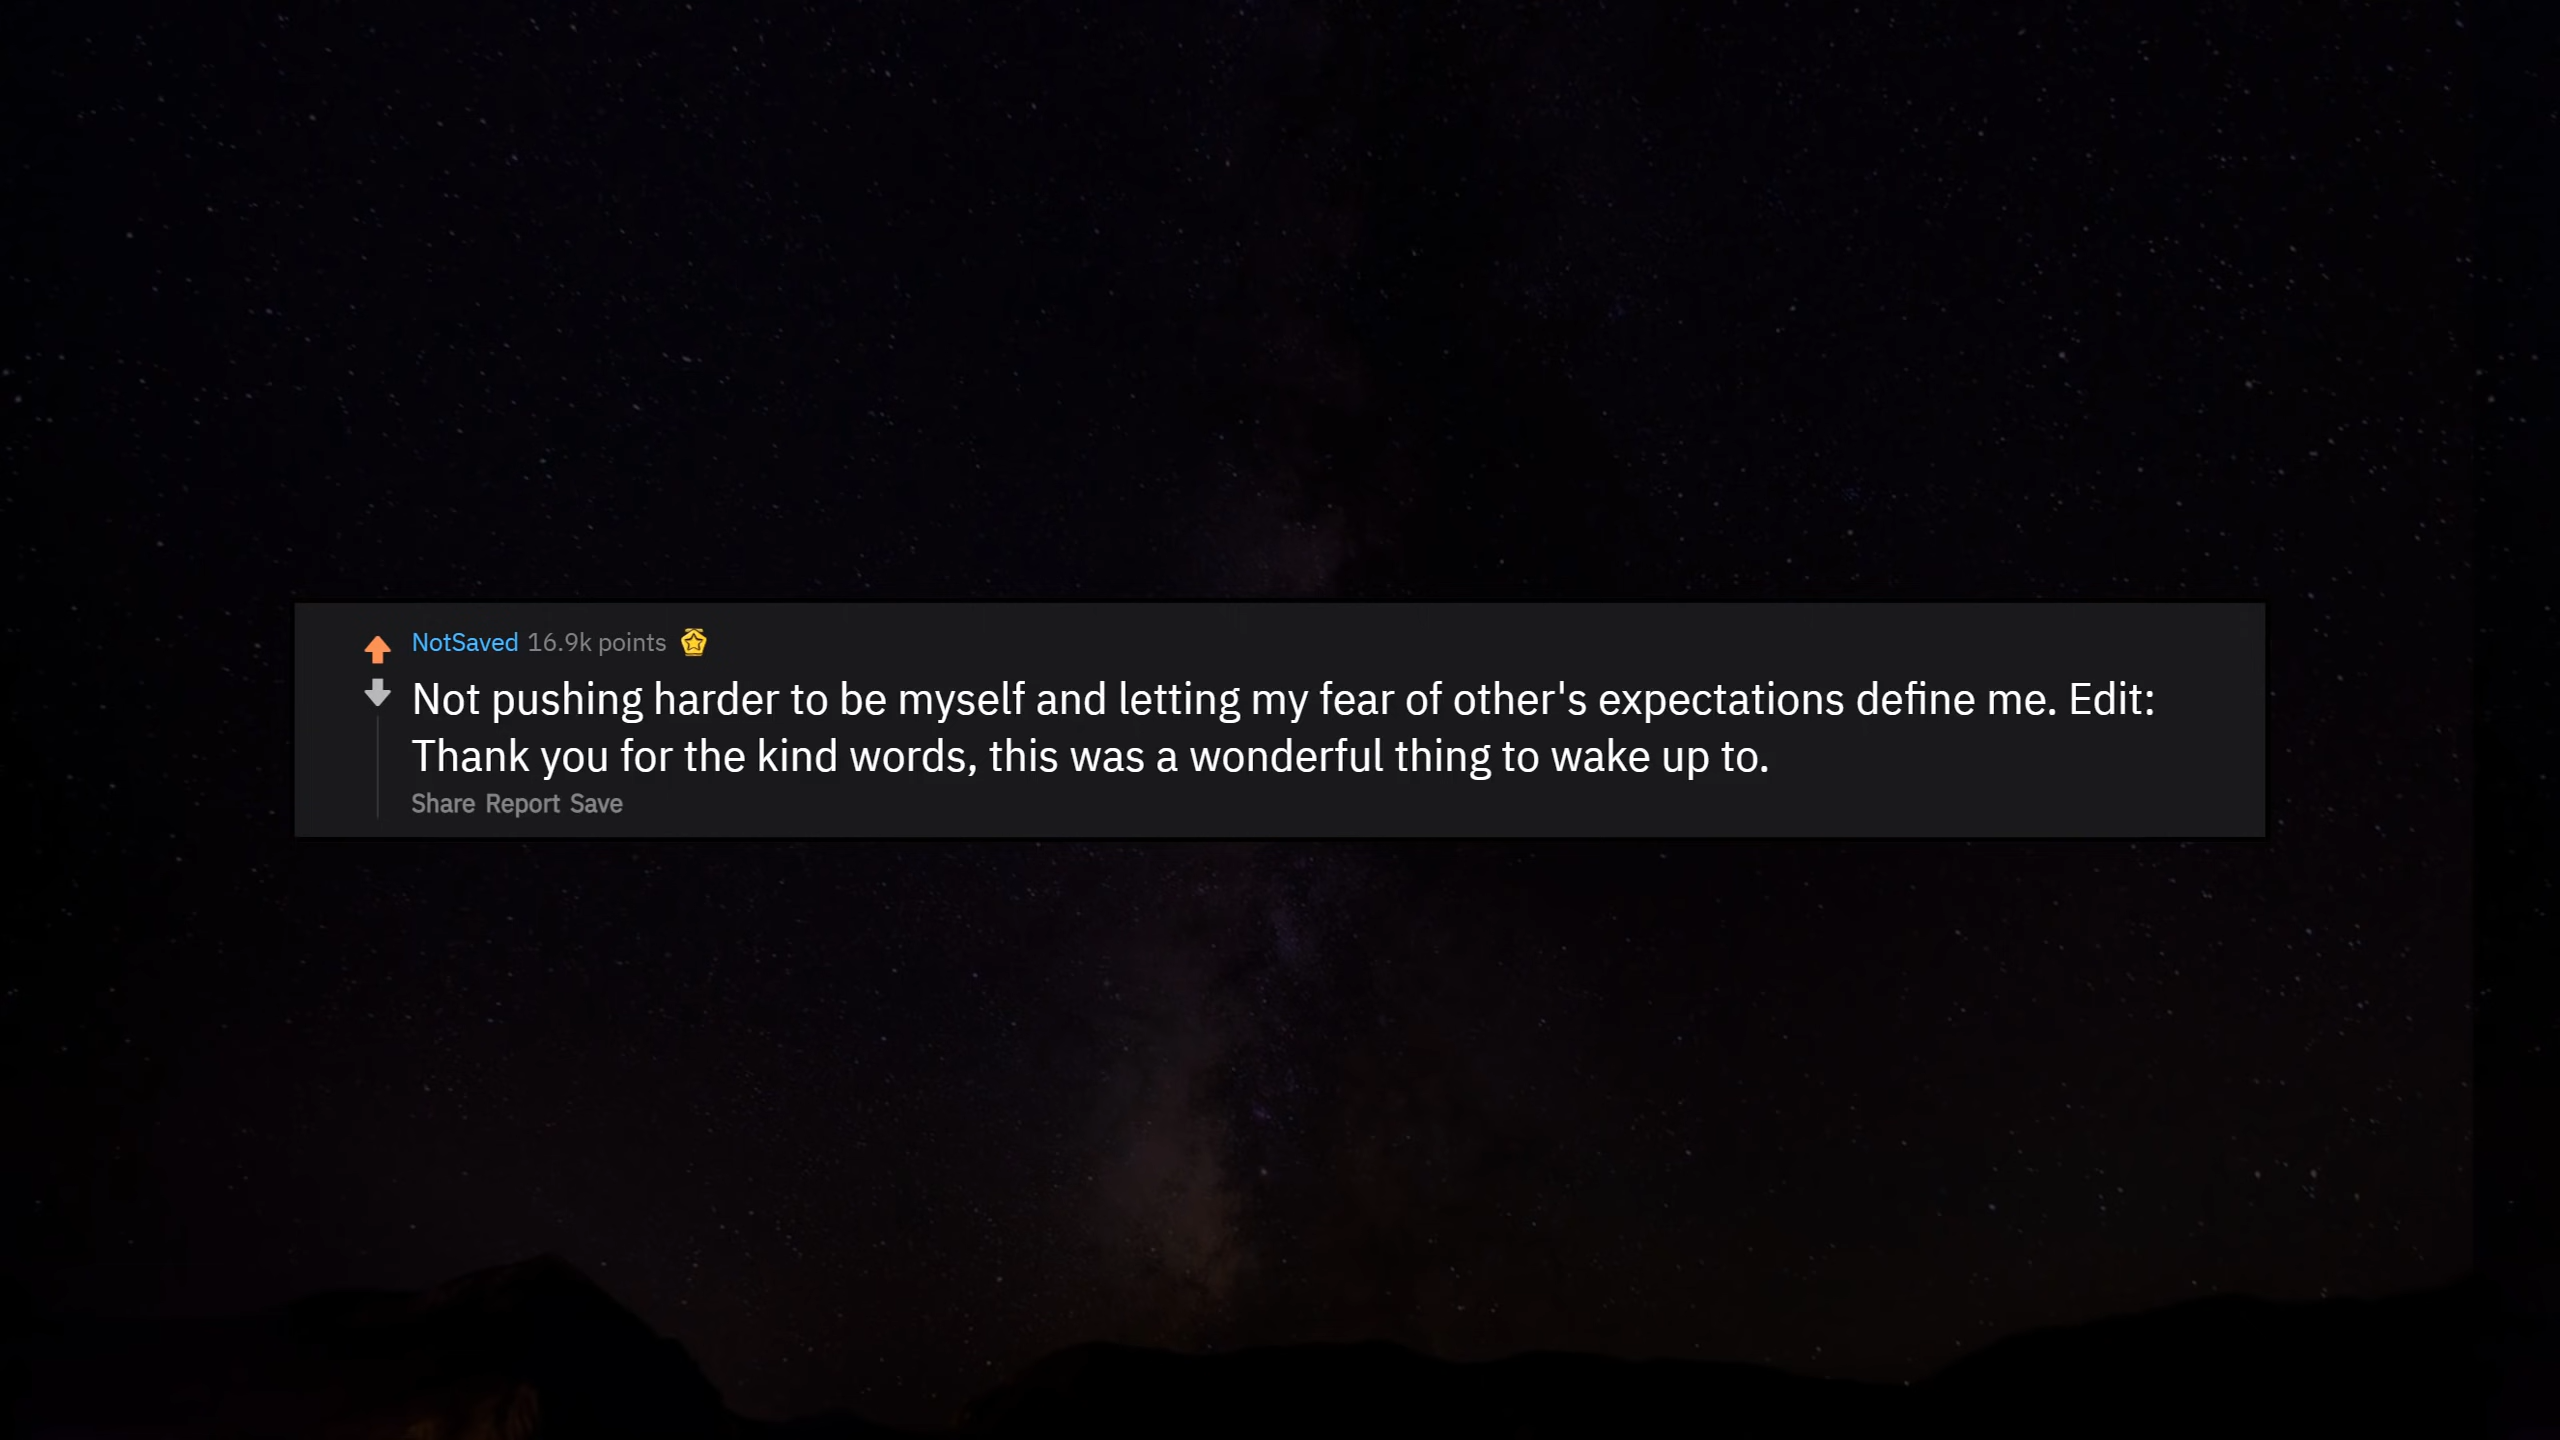 NotSaved 16.9k points
Not pushing harder to be myself and letting my fear of other's expectations define me. Edit:
Thank you for the kind words, this was a wonderful thing to wake up to.
Share Report Save